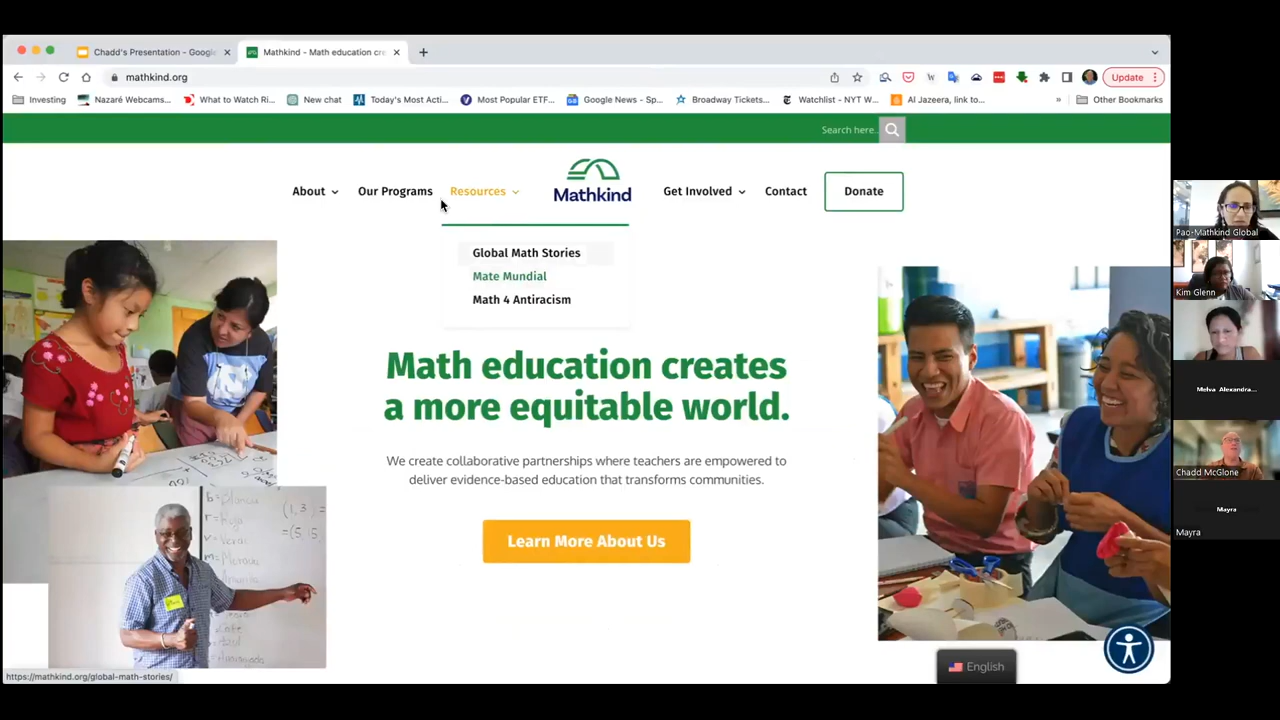 Chadd's Presentation - Google
Mathkind - Math education cre
mathkind.org
Update
Investing
Nazaré Webcams...
What to Watch Ri...
New chat
Today's Most Acti...
Most Popular ETF...
Google News - Sp...
Broadway Tickets...
Watchlist - NYT W...
Al Jazeera, link to...
»
Other Bookmarks
Search here..
About
Our Programs
Resources
Mathkind
Get Involved
Contact
Donate
Global Math Stories
Mate Mundial
Math 4 Antiracism
Math education creates
a more equitable world.
We create collaborative partnerships where teachers are empowered to
deliver evidence-based education that transforms communities.
Learn More About Us
English
https://mathkind.org/global-math-stories/
Pao-Mathkind Global
Kim Glenn
Melva Alexandra...
Chadd McGlone
Mayra
Mayra